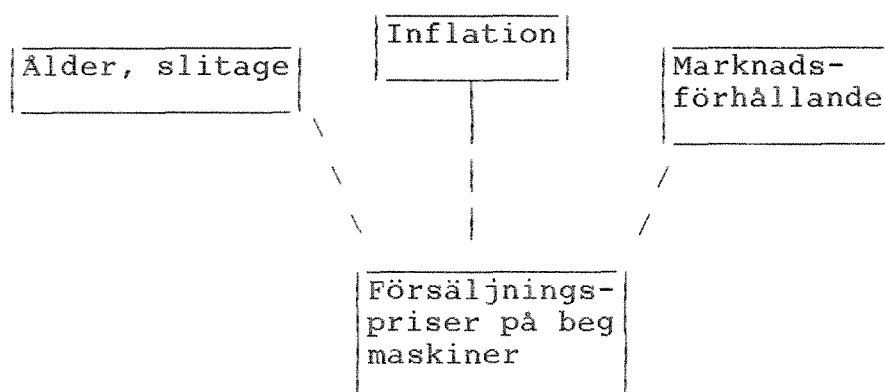 Ålder, slitage
Inflation
Marknads-
förhållande
Försäljnings-
priser på beg
maskiner